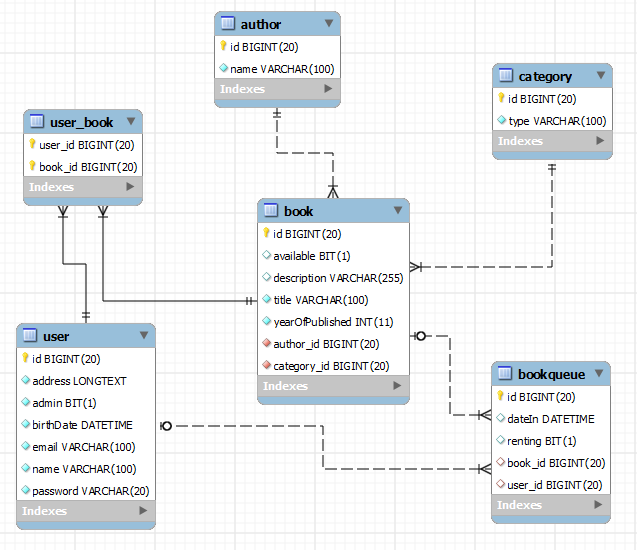 author
id BIGINT(20)
name VARCHAR(100)
Indexes
category
id BIGINT(20)
type VARCHAR(100)
Indexes
user_book
user_id BIGINT(20)
book_id BIGINT(20)
Indexes
book
id BIGINT(20)
available BIT(1)
description VARCHAR(255)
title VARCHAR(100)
yearOfPublished INT(11)
author_id BIGINT(20)
category_id BIGINT(20)
Indexes
user
id BIGINT(20)
address LONGTEXT
admin BIT(1)
birthDate DATETIME
email VARCHAR(100)
name VARCHAR(100)
password VARCHAR(20)
Indexes
bookqueue
id BIGINT(20)
dateIn DATETIME
renting BIT(1)
book_id BIGINT(20)
user_id BIGINT(20)
Indexes